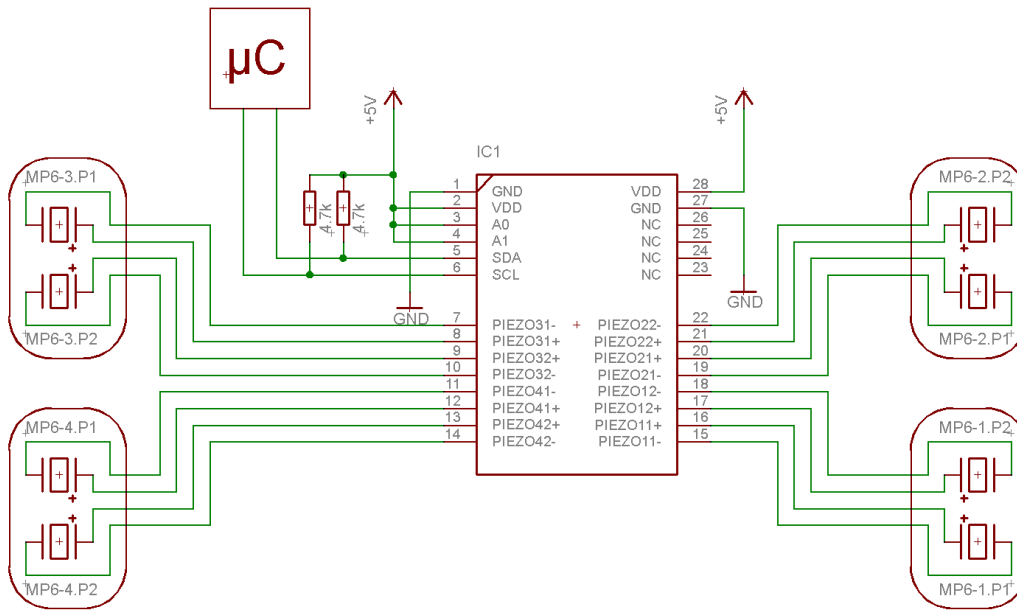 µC
+5V
+5V
IC1
MP6-3.P1
MP6-2.P2
4.7k
4.7k
1 GND VDD 28
2 VDD GND 27
3 A0 NC 26
4 A1 NC 25
5 SDA NC 24
6 SCL NC 23
GND
GND
7 PIEZO31- PIEZO22- 22
8 PIEZO31+ PIEZO22+ 21
9 PIEZO32+ PIEZO21+ 20
10 PIEZO32- PIEZO21- 19
11 PIEZO41- PIEZO12- 18
12 PIEZO41+ PIEZO12+ 17
13 PIEZO42+ PIEZO11+ 16
14 PIEZO42- PIEZO11- 15
MP6-3.P2
MP6-2.P1
MP6-4.P1
MP6-1.P2
MP6-4.P2
MP6-1.P1